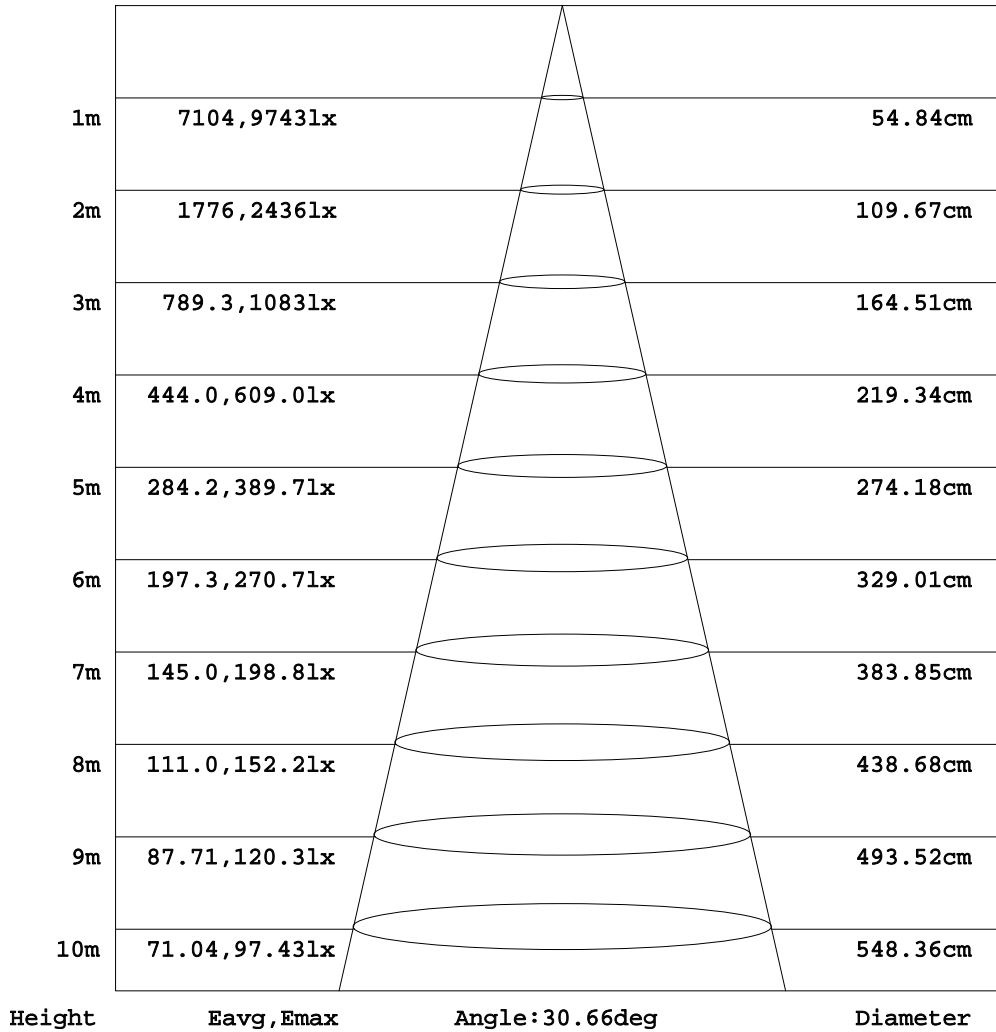 1m 7104,9743lx 54.84cm
2m 1776,2436lx 109.67cm
3m 789.3,1083lx 164.51cm
4m 444.0,609.0lx 219.34cm
5m 284.2,389.7lx 274.18cm
6m 197.3,270.7lx 329.01cm
7m 145.0,198.8lx 383.85cm
8m 111.0,152.2lx 438.68cm
9m 87.71,120.3lx 493.52cm
10m 71.04,97.43lx 548.36cm
Height Eavg,Emax Angle:30.66deg Diameter